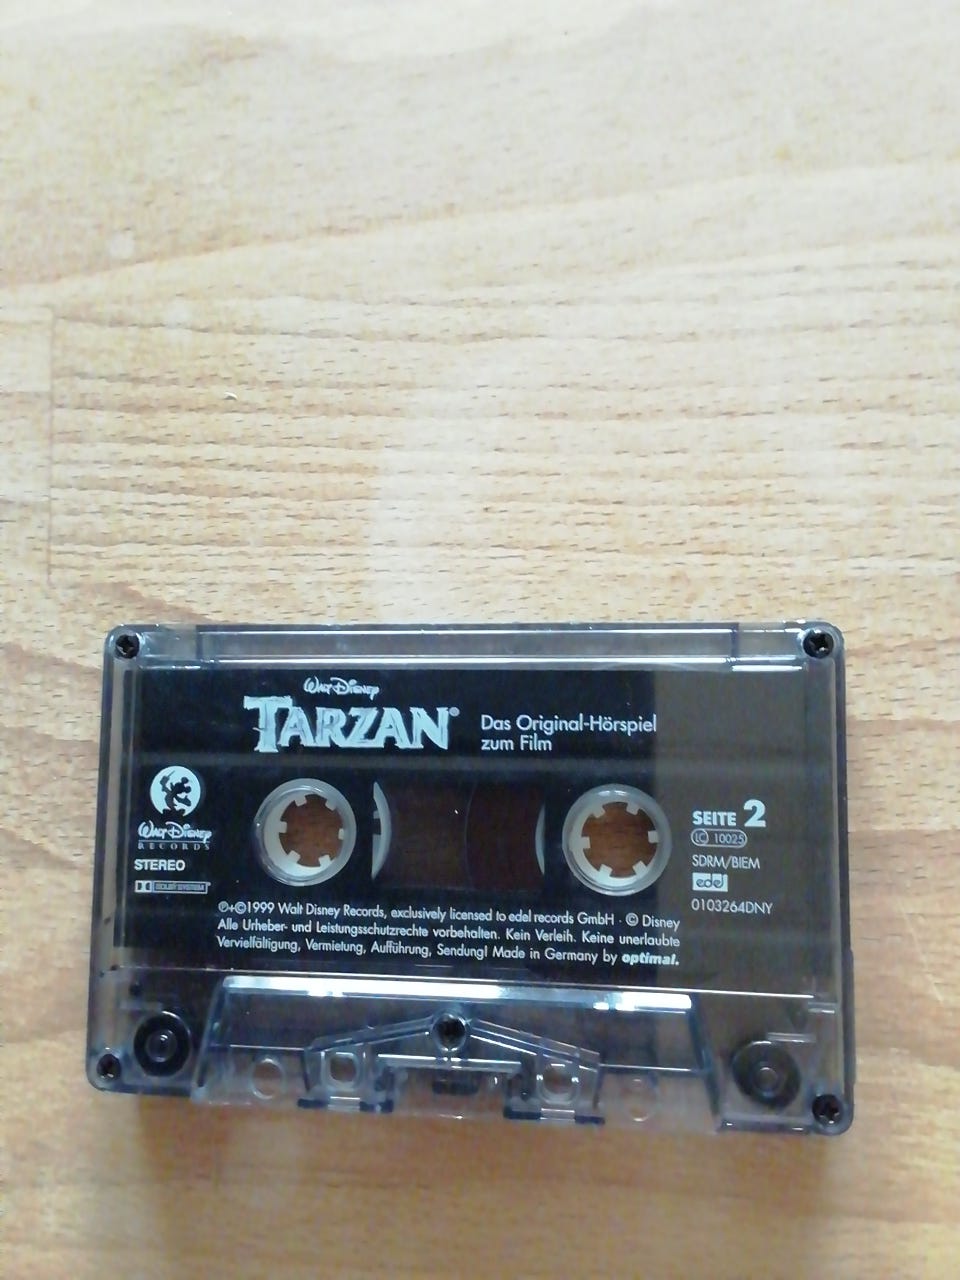 Walt Disney
TARZAN®
Das Original-Hörspiel
zum Film
Walt Disney
RECORDS
STEREO
DOLBY SYSTEM®
SEITE 2
LC 10025
SDRM/BIEM
edel
0103264DNY
℗+©1999 Walt Disney Records, exclusively licensed to edel records GmbH · © Disney
Alle Urheber- und Leistungsschutzrechte vorbehalten. Kein Verleih. Keine unerlaubte
Vervielfältigung, Vermietung, Aufführung, Sendung! Made in Germany by optimal.